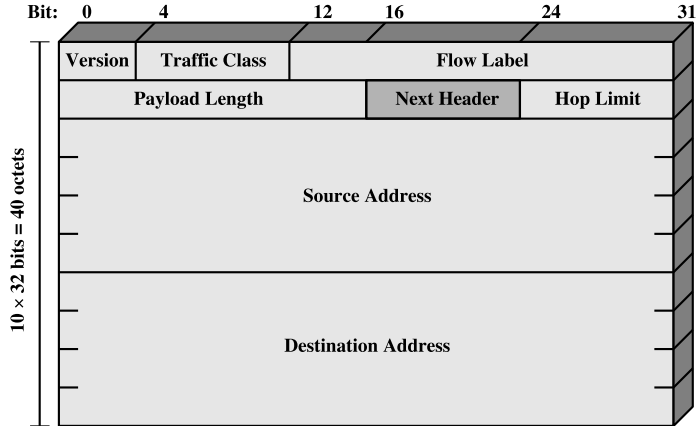 Bit: 0 4 12 16 24 31
Version Traffic Class Flow Label
Payload Length Next Header Hop Limit
Source Address
Destination Address
10 × 32 bits = 40 octets